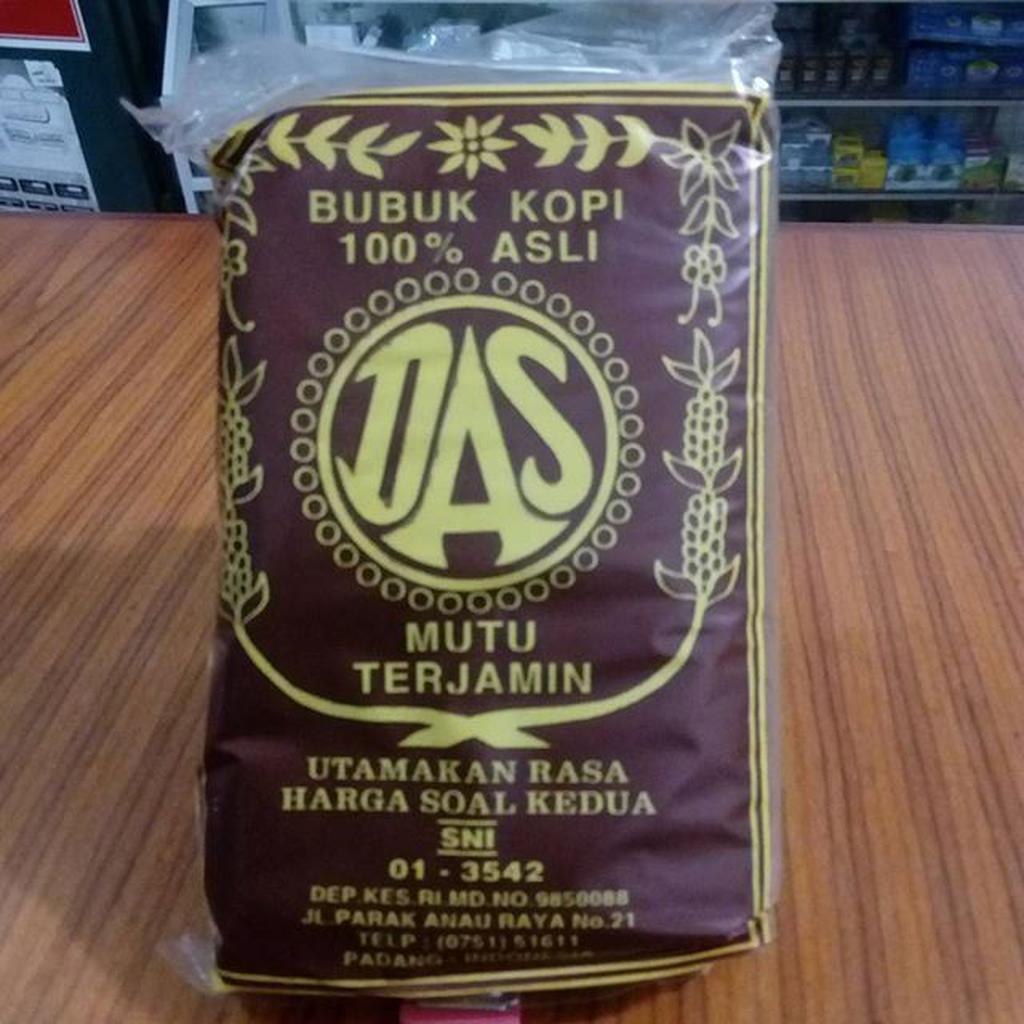 BUBUK KOPI
100% ASLI
DAS
MUTU
TERJAMIN
UTAMAKAN RASA
HARGA SOAL KEDUA
SNI
01 - 3542
DEP.KES.RI.MD.NO.9850088
JL.PARAK ANAU RAYA No.21
TELP : (0751) 51611
PADANG - INDONESIA